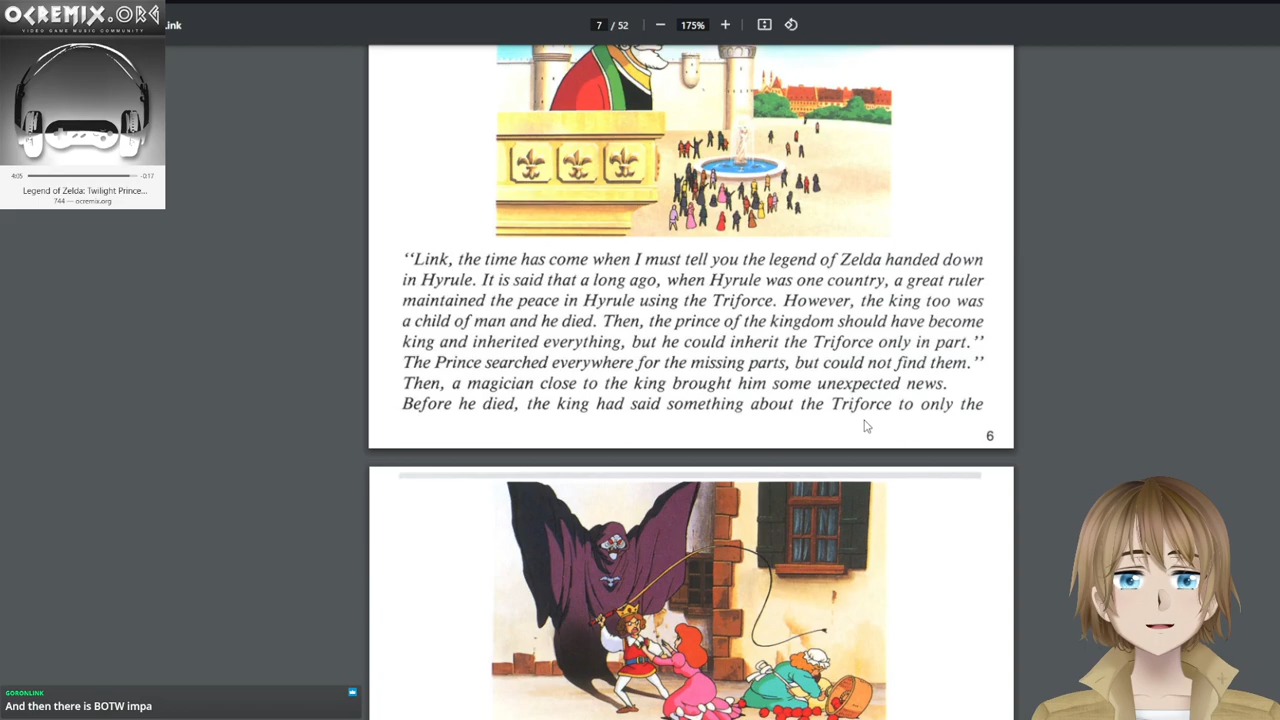 OCREMIX.ORG
VIDEO GAME MUSIC COMMUNITY
ink
7 / 52
175%
4:05
-0:17
Legend of Zelda: Twilight Prince...
744 — ocremix.org
“Link, the time has come when I must tell you the legend of Zelda handed down
in Hyrule. It is said that a long ago, when Hyrule was one country, a great ruler
maintained the peace in Hyrule using the Triforce. However, the king too was
a child of man and he died. Then, the prince of the kingdom should have become
king and inherited everything, but he could inherit the Triforce only in part.”
The Prince searched everywhere for the missing parts, but could not find them.”
Then, a magician close to the king brought him some unexpected news.
Before he died, the king had said something about the Triforce to only the
6
GORONLINK
And then there is BOTW impa